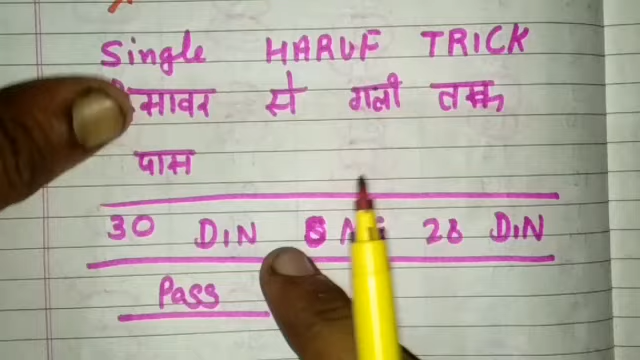 Single HARUF TRICK
सावर से गली तक
पास
30 DIN 28 DIN
Pass